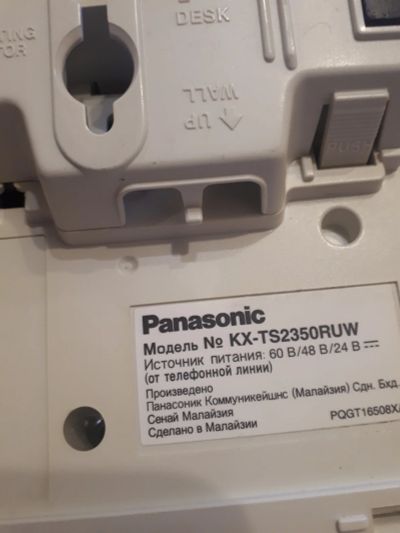 DESK
WALL
UP
PUSH
Panasonic
Модель № KX-TS2350RUW
Источник питания: 60 В/48 В/24 В
(от телефонной линии)
Произведено
Панасоник Коммуникейшнс (Малайзия) Сдн. Бхд.
Сенай Малайзия
Сделано в Малайзии
PQGT16508XA